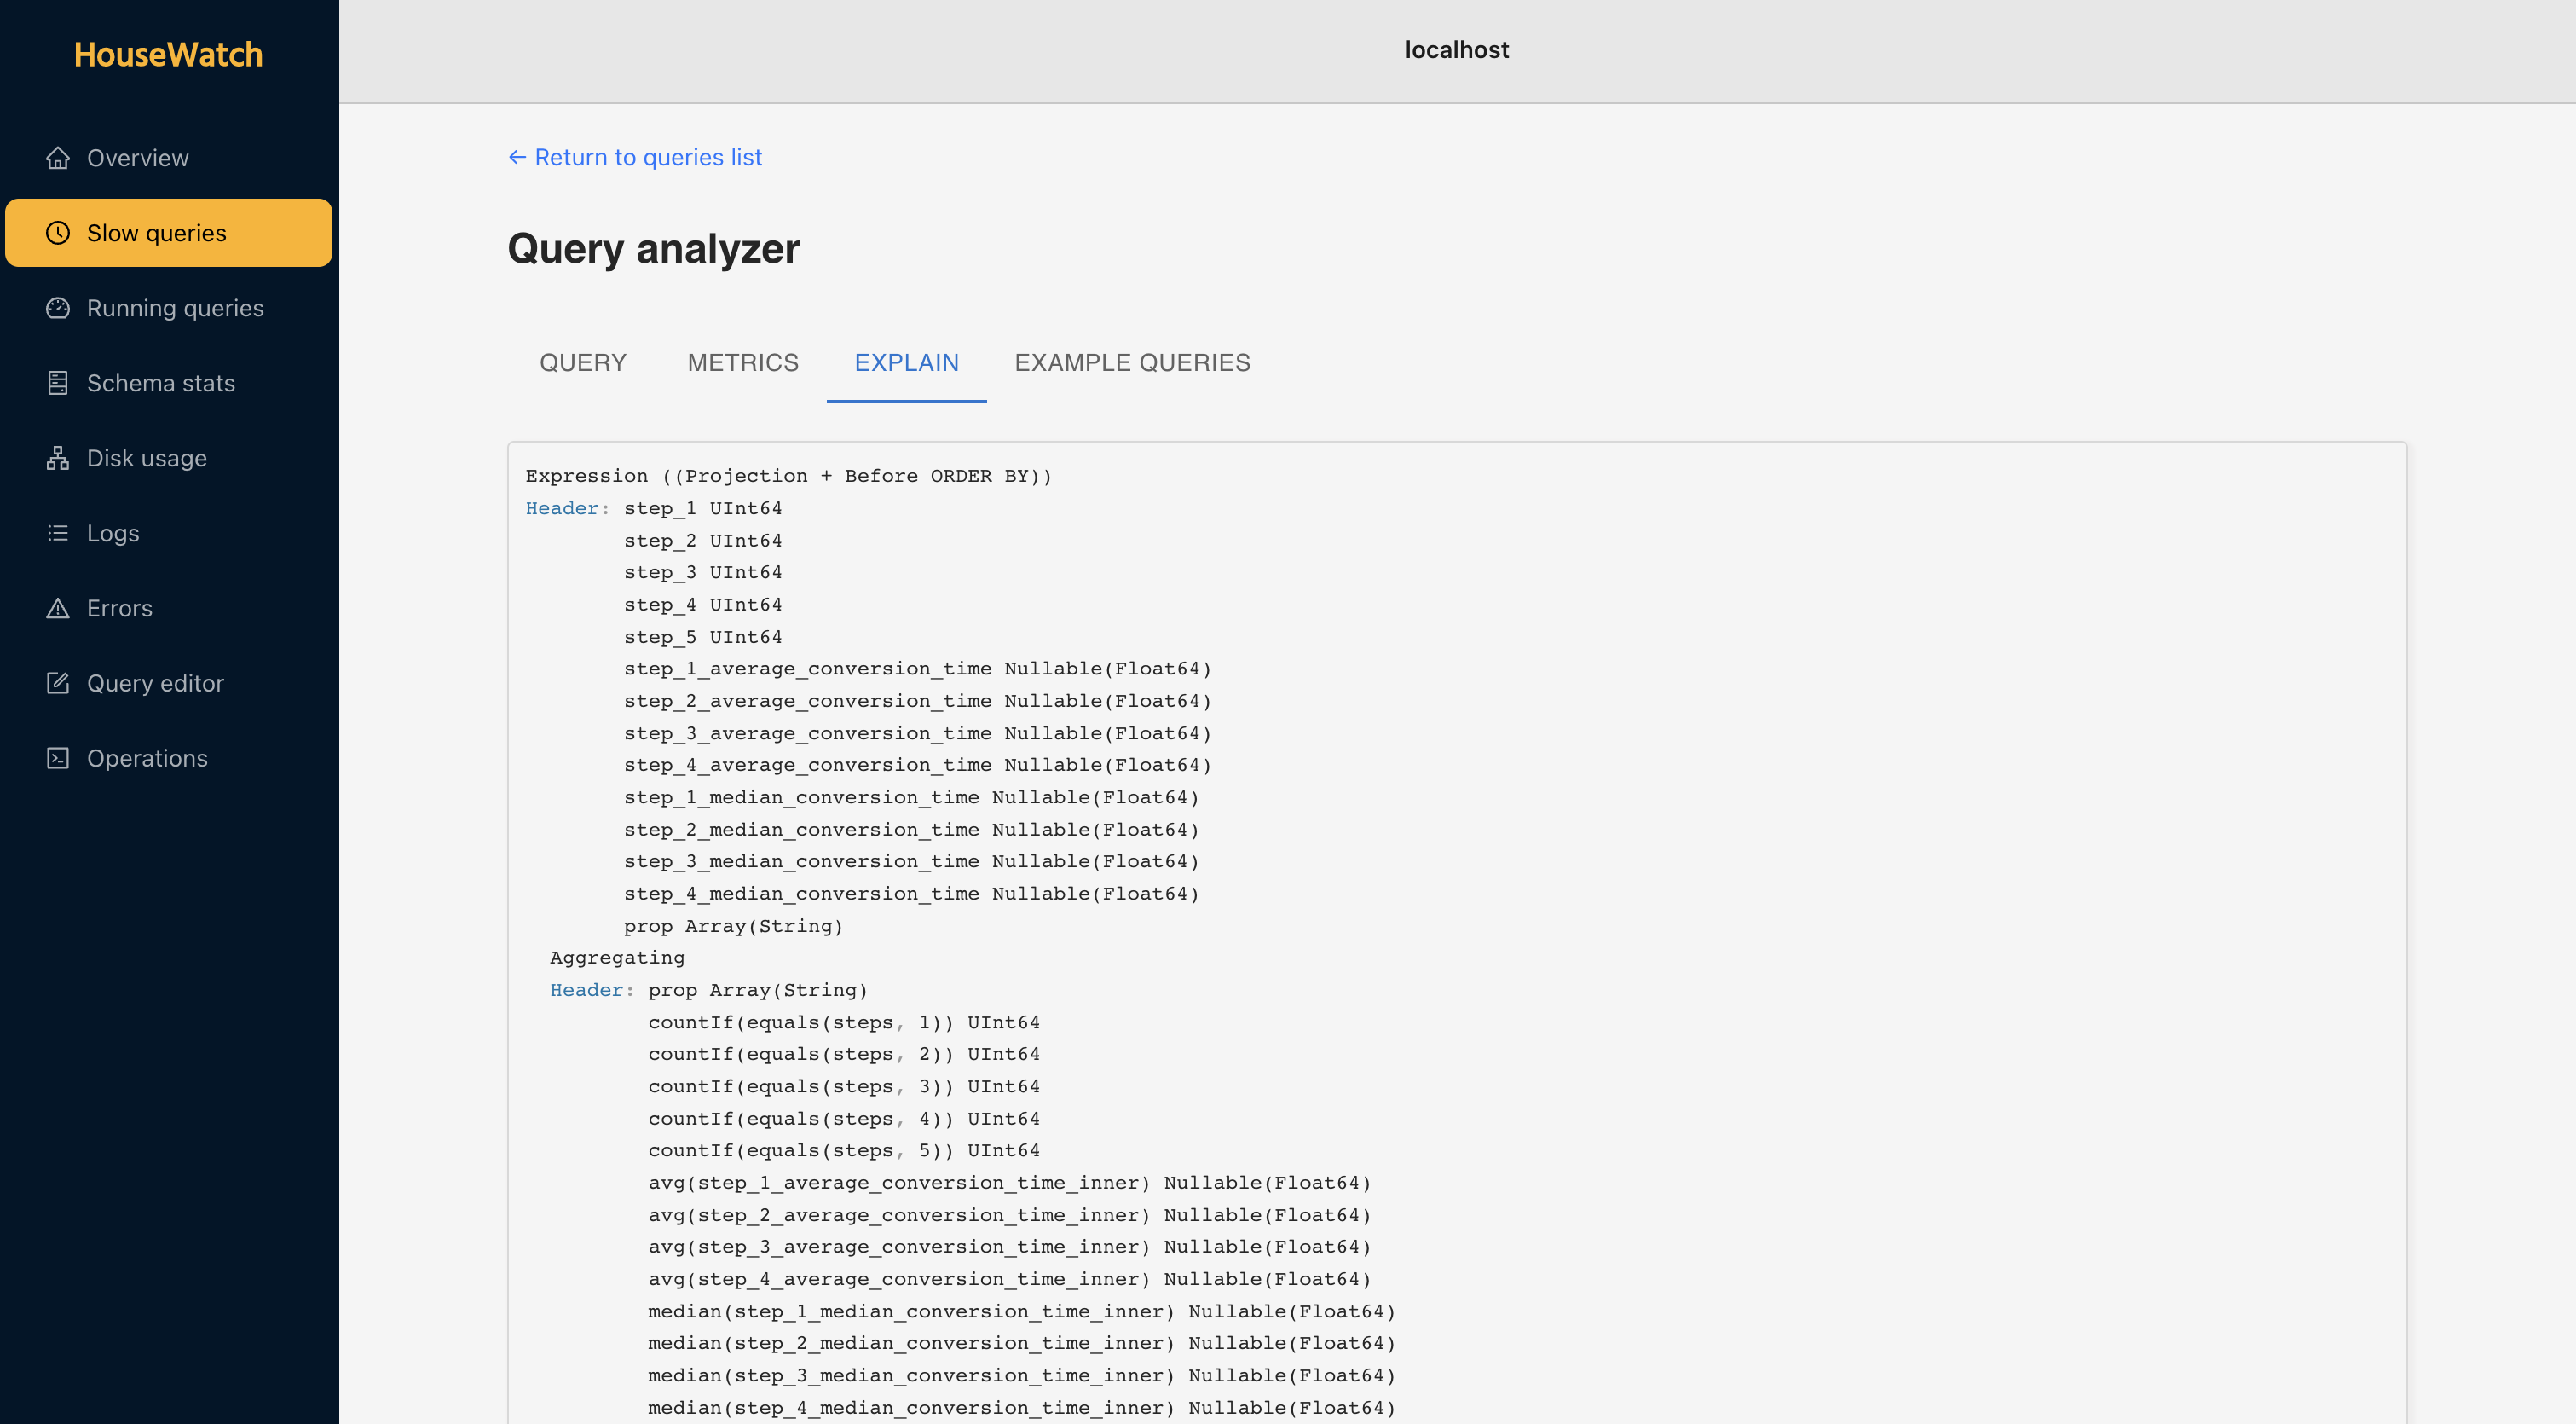 HouseWatch
localhost
Overview
Slow queries
Running queries
Schema stats
Disk usage
Logs
Errors
Query editor
Operations
← Return to queries list
Query analyzer
QUERY METRICS EXPLAIN EXAMPLE QUERIES
Expression ((Projection + Before ORDER BY))
Header: step_1 UInt64
step_2 UInt64
step_3 UInt64
step_4 UInt64
step_5 UInt64
step_1_average_conversion_time Nullable(Float64)
step_2_average_conversion_time Nullable(Float64)
step_3_average_conversion_time Nullable(Float64)
step_4_average_conversion_time Nullable(Float64)
step_1_median_conversion_time Nullable(Float64)
step_2_median_conversion_time Nullable(Float64)
step_3_median_conversion_time Nullable(Float64)
step_4_median_conversion_time Nullable(Float64)
prop Array(String)
Aggregating
Header: prop Array(String)
countIf(equals(steps, 1)) UInt64
countIf(equals(steps, 2)) UInt64
countIf(equals(steps, 3)) UInt64
countIf(equals(steps, 4)) UInt64
countIf(equals(steps, 5)) UInt64
avg(step_1_average_conversion_time_inner) Nullable(Float64)
avg(step_2_average_conversion_time_inner) Nullable(Float64)
avg(step_3_average_conversion_time_inner) Nullable(Float64)
avg(step_4_average_conversion_time_inner) Nullable(Float64)
median(step_1_median_conversion_time_inner) Nullable(Float64)
median(step_2_median_conversion_time_inner) Nullable(Float64)
median(step_3_median_conversion_time_inner) Nullable(Float64)
median(step_4_median_conversion_time_inner) Nullable(Float64)